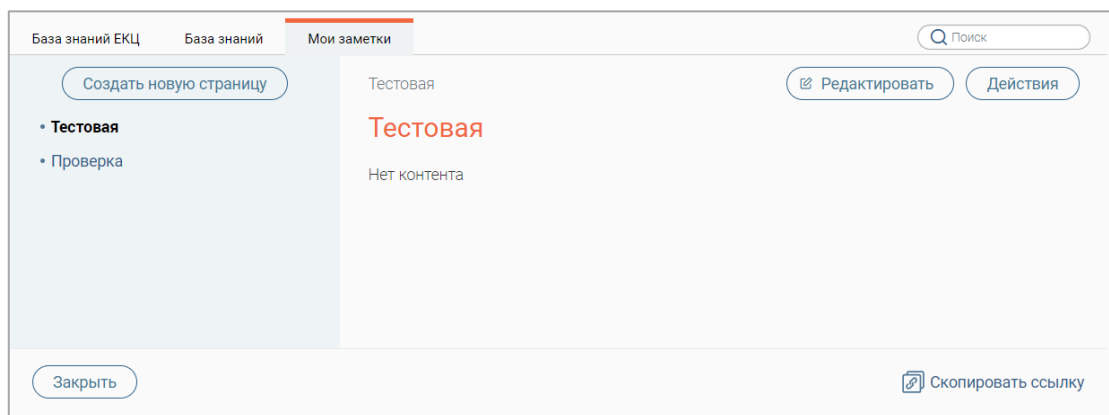 База знаний ЕКЦ База знаний Мои заметки Поиск
Создать новую страницу
• Тестовая
• Проверка
Тестовая Редактировать Действия
Тестовая
Нет контента
Закрыть Скопировать ссылку